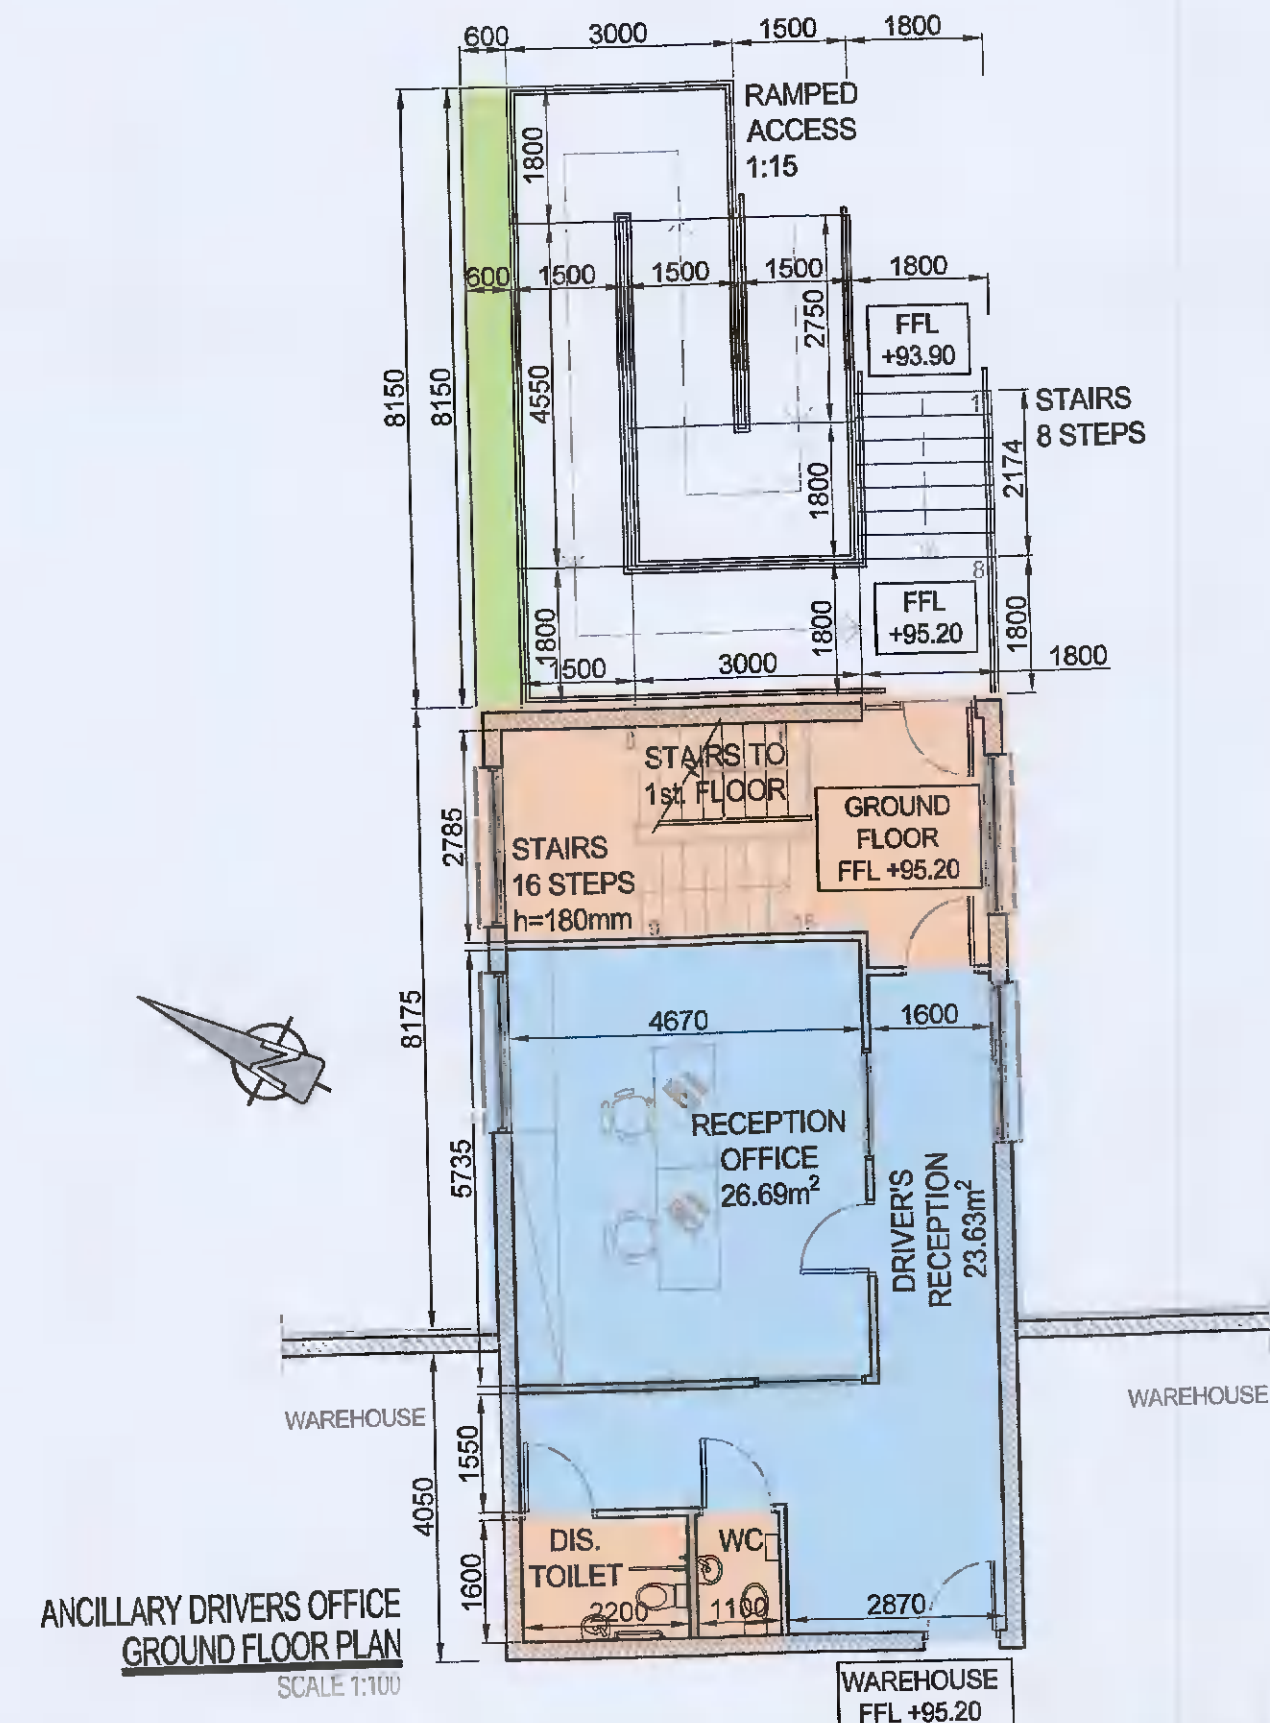 600
3000
1500
1800
RAMPED
ACCESS
1:15
1800
600
1500
1500
1500
1800
2750
FFL
+93.90
8150
8150
4550
1
STAIRS
8 STEPS
2174
1800
8
FFL
+95.20
1800
1800
1800
1500
3000
1800
STAIRS TO
1st. FLOOR
GROUND
FLOOR
FFL +95.20
2785
STAIRS
16 STEPS
h=180mm
9
16
8175
4670
1600
RECEPTION
OFFICE
26.69m²
DRIVER'S
RECEPTION
23.63m²
5735
WAREHOUSE
WAREHOUSE
1550
4050
1600
DIS.
TOILET
WC
2200
1100
2870
ANCILLARY DRIVERS OFFICE
GROUND FLOOR PLAN
SCALE 1:100
WAREHOUSE
FFL +95.20